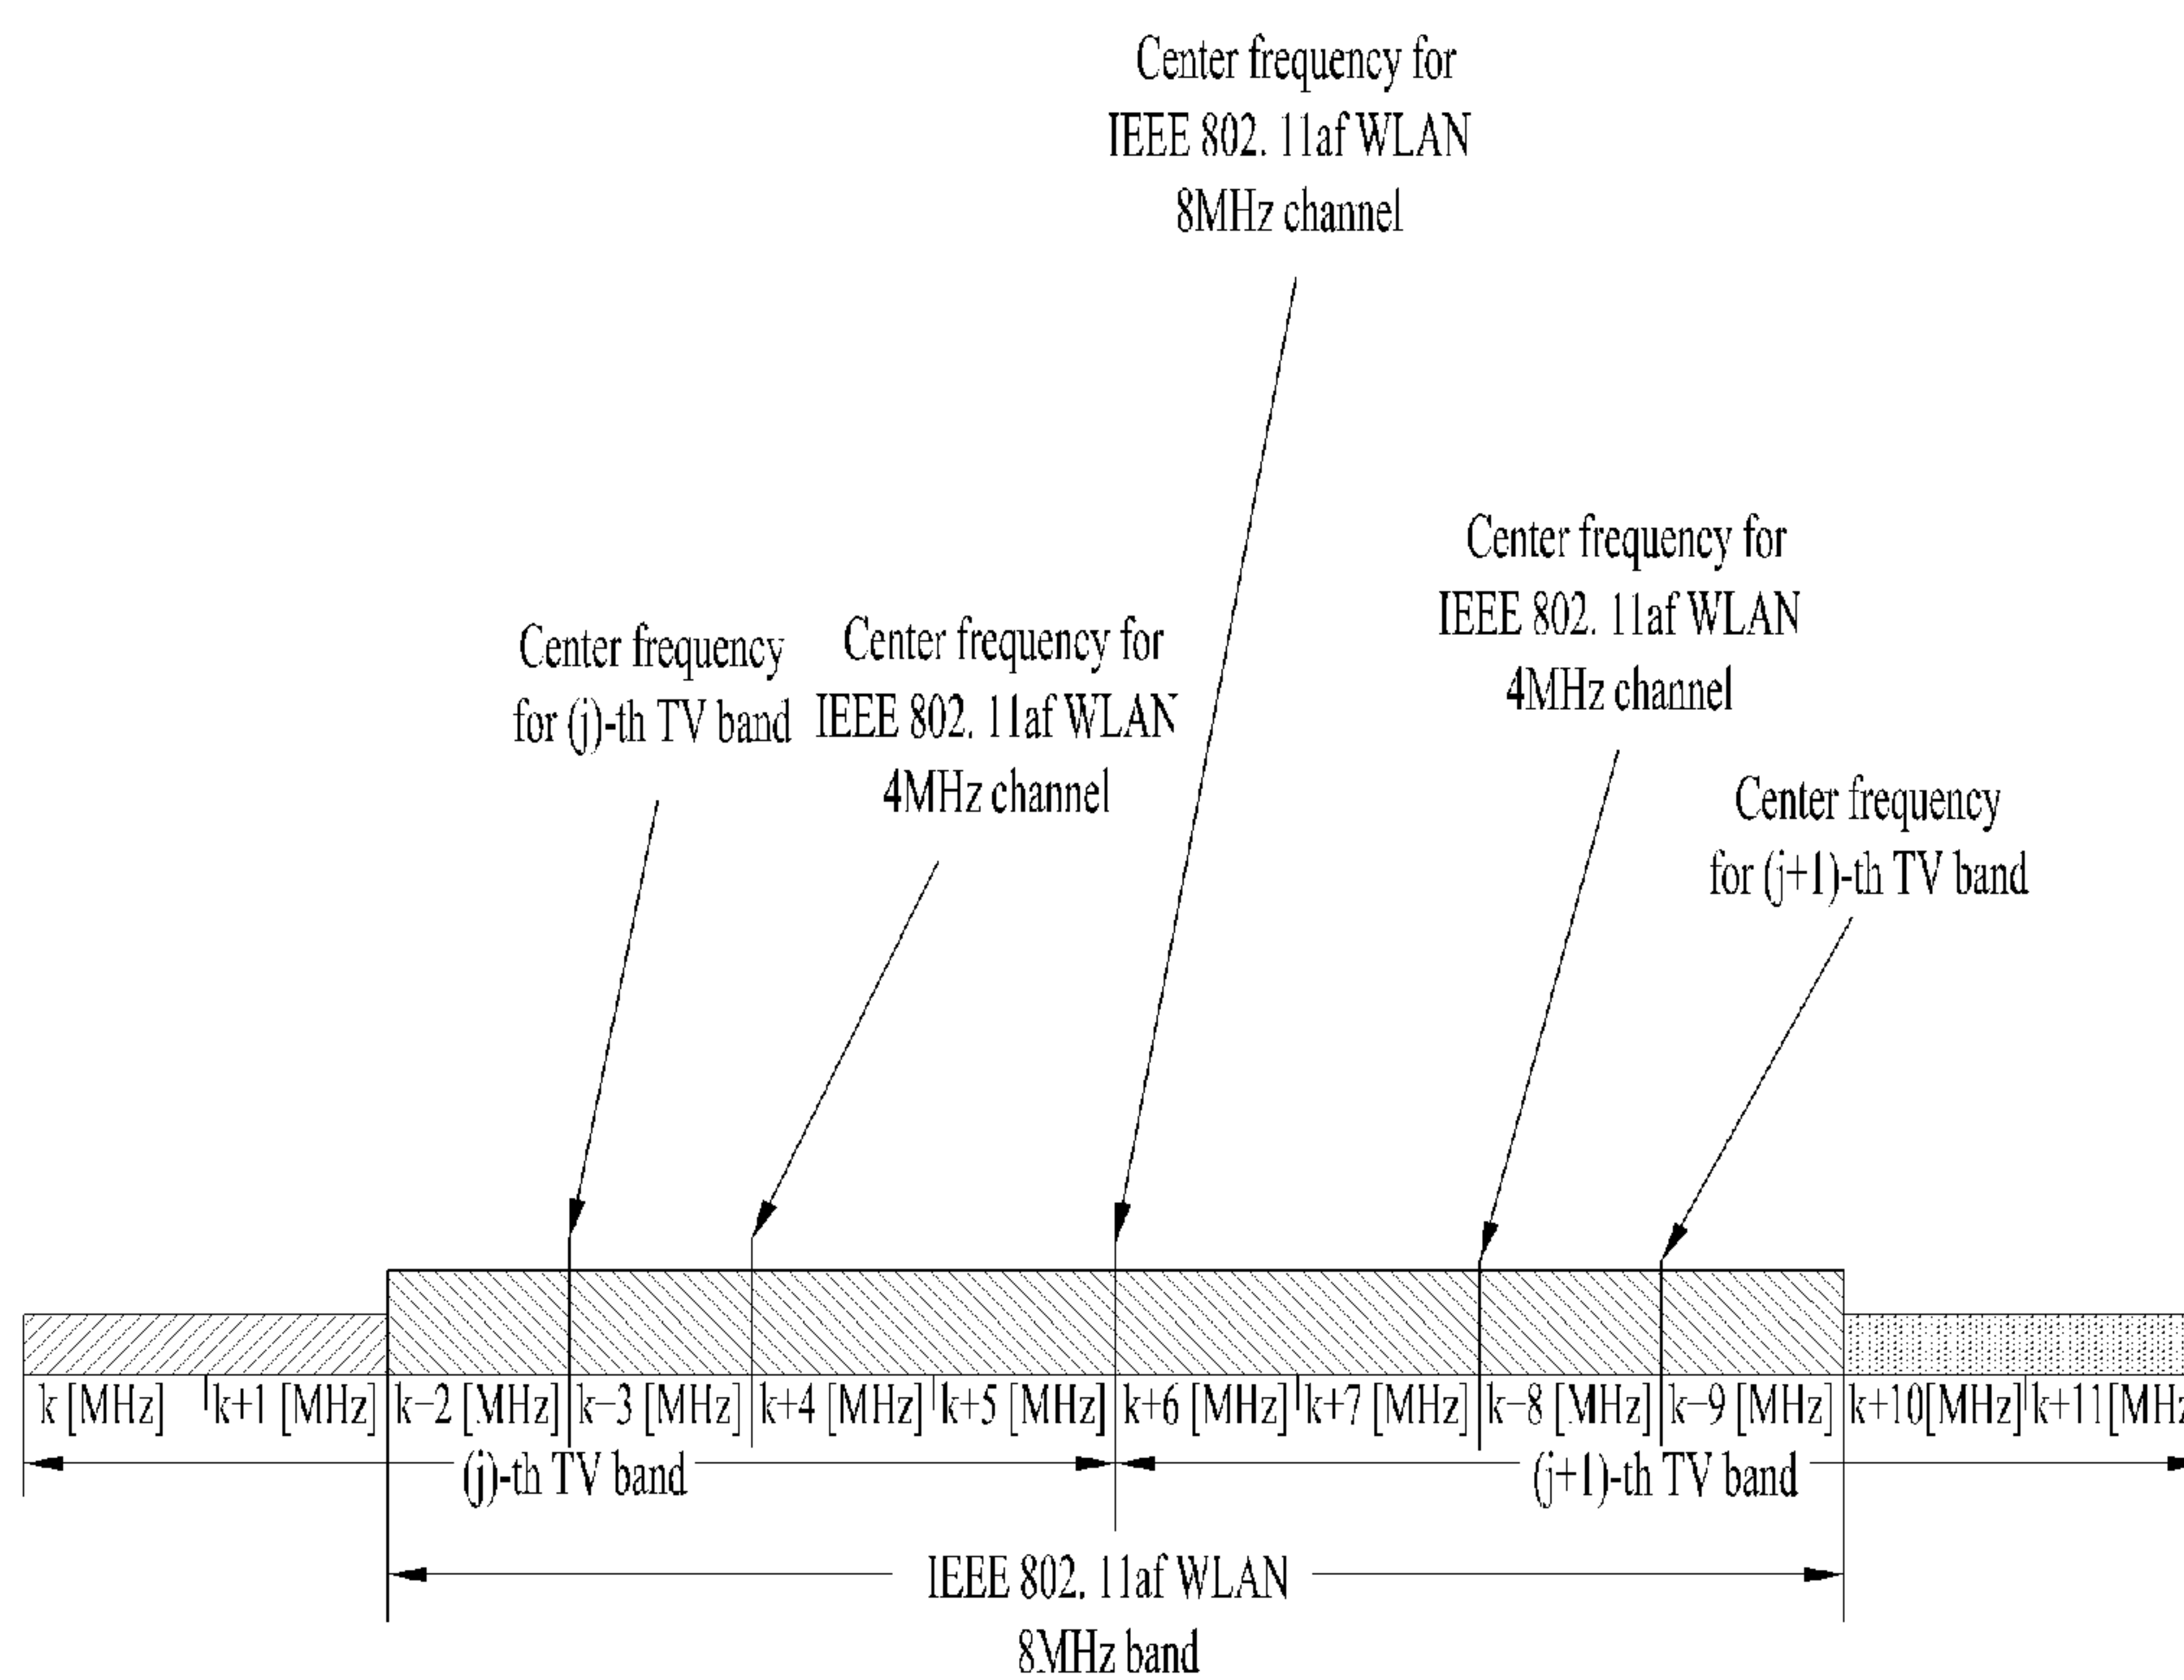 Center frequency for
IEEE 802. 11af WLAN
8MHz channel
Center frequency for
IEEE 802. 11af WLAN
4MHz channel
Center frequency
for (j)-th TV band
Center frequency for
IEEE 802. 11af WLAN
4MHz channel
Center frequency
for (j+1)-th TV band
k [MHz] k+1 [MHz] k−2 [MHz] k−3 [MHz] k+4 [MHz] k+5 [MHz] k+6 [MHz] k+7 [MHz] k−8 [MHz] k−9 [MHz] k+10[MHz] k+11[MHz
(j)-th TV band (j+1)-th TV band
IEEE 802. 11af WLAN
8MHz band